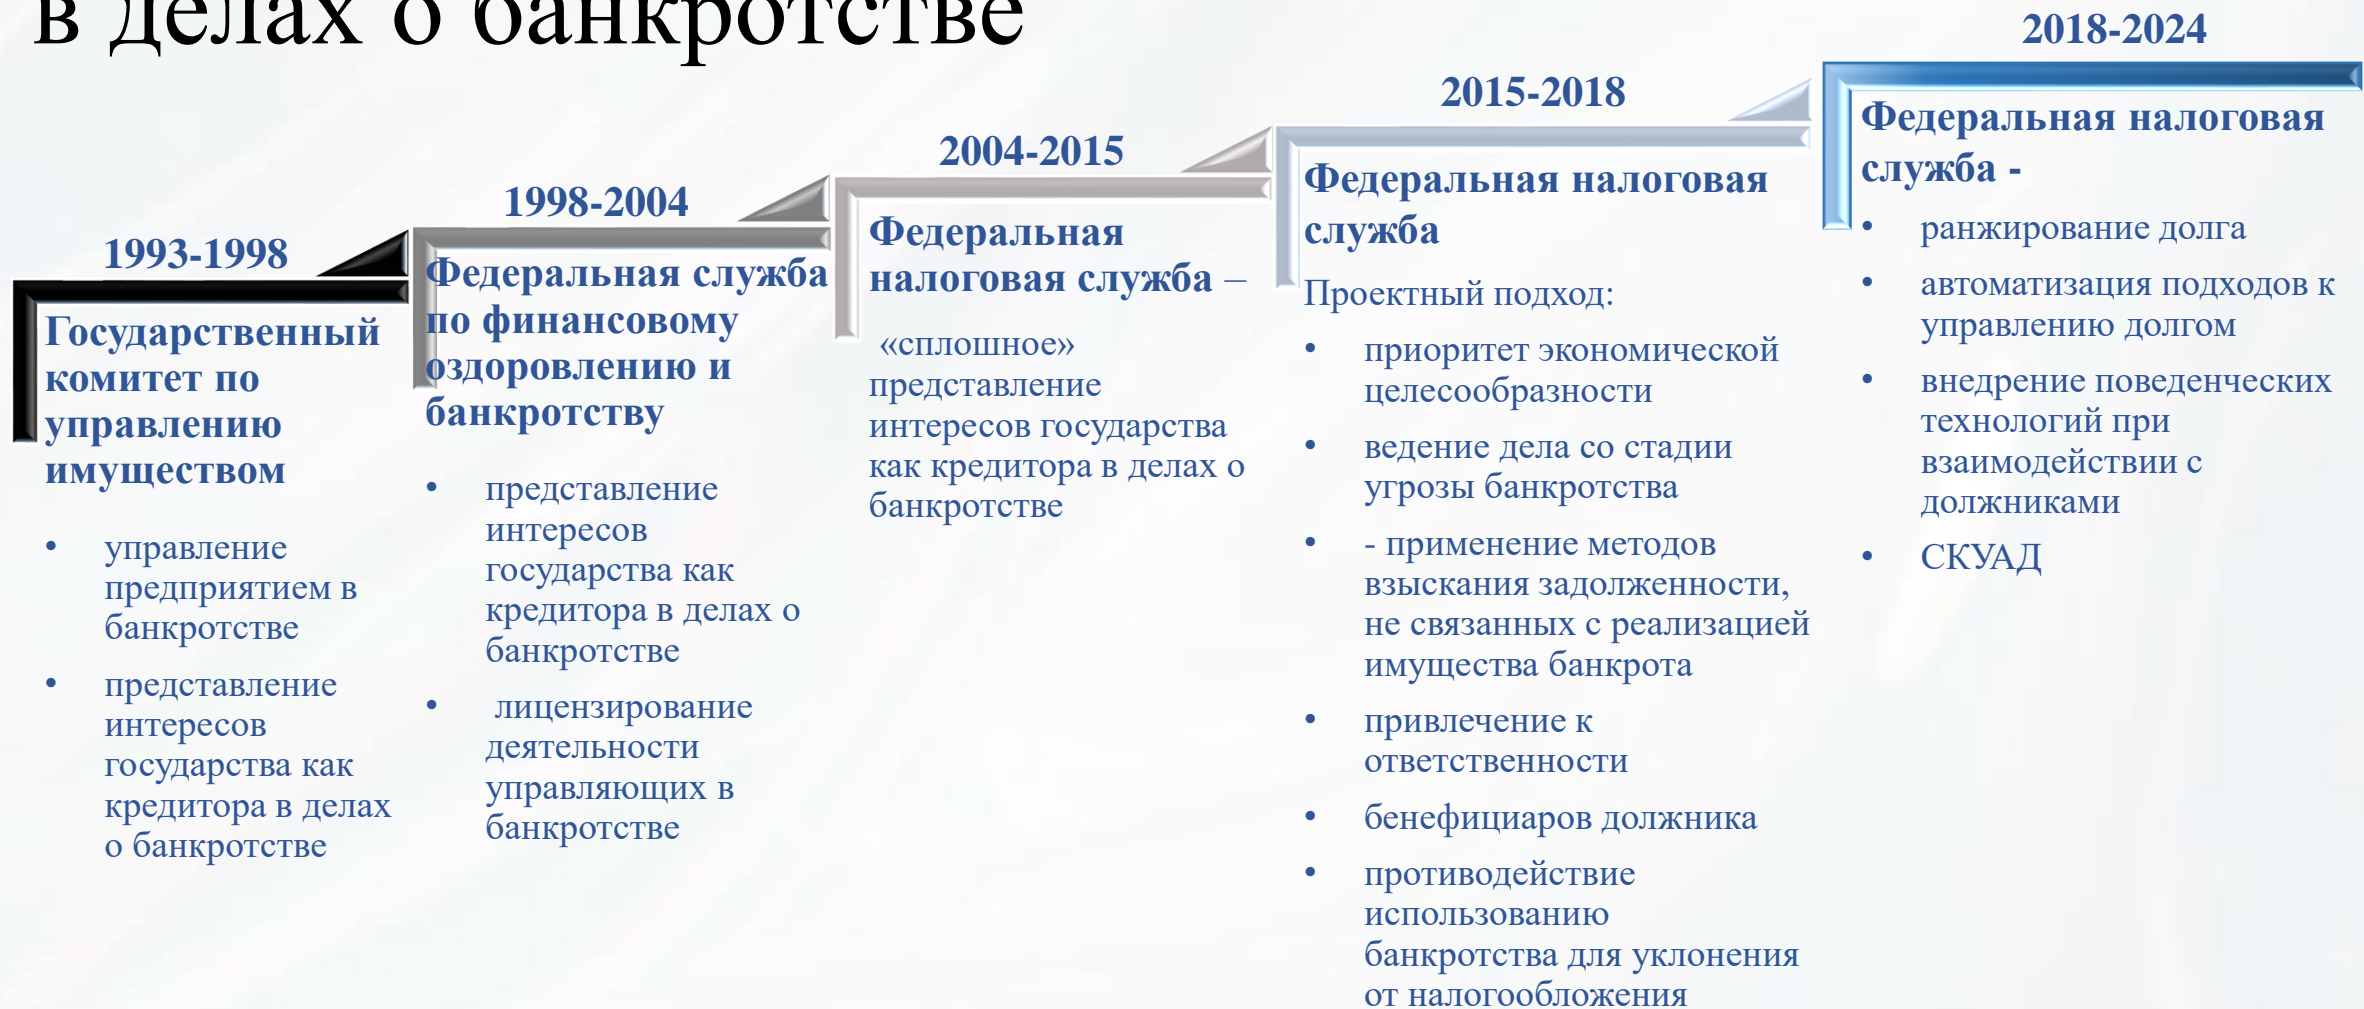 в делах о банкротстве
1993-1998
Государственный
комитет по
управлению
имуществом
• управление
предприятием в
банкротстве
• представление
интересов
государства как
кредитора в делах
о банкротстве
1998-2004
Федеральная служба
по финансовому
оздоровлению и
банкротству
• представление
интересов
государства как
кредитора в делах о
банкротстве
• лицензирование
деятельности
управляющих в
банкротстве
2004-2015
Федеральная
налоговая служба –
«сплошное»
представление
интересов государства
как кредитора в делах о
банкротстве
2015-2018
Федеральная налоговая
служба
Проектный подход:
• приоритет экономической
целесообразности
• ведение дела со стадии
угрозы банкротства
• - применение методов
взыскания задолженности,
не связанных с реализацией
имущества банкрота
• привлечение к
ответственности
• бенефициаров должника
• противодействие
использованию
банкротства для уклонения
от налогообложения
2018-2024
Федеральная налоговая
служба -
• ранжирование долга
• автоматизация подходов к
управлению долгом
• внедрение поведенческих
технологий при
взаимодействии с
должниками
• СКУАД